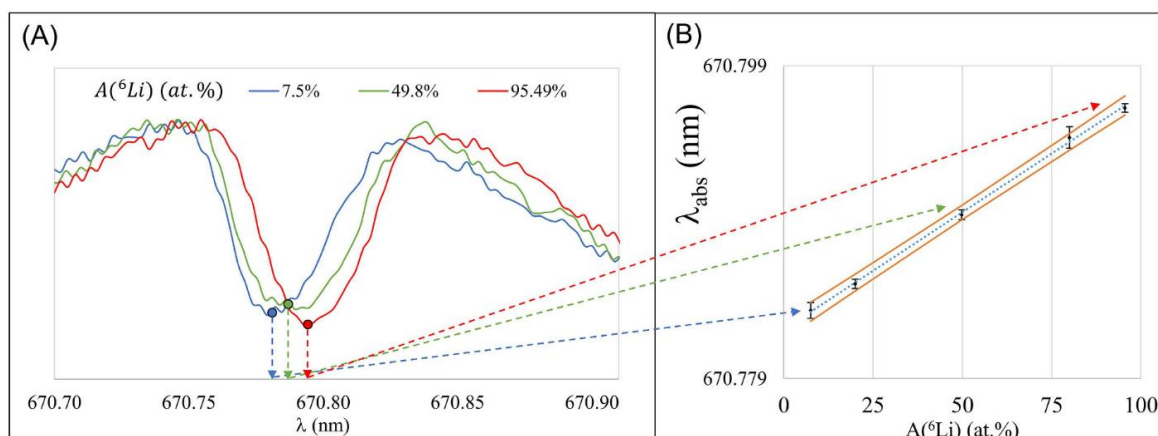 (A)
A(⁶Li) (at.%) 7.5% 49.8% 95.49%
670.70 670.75 670.80 670.85 670.90
λ (nm)
(B)
670.799
λabs (nm)
670.779
0 25 50 75 100
A(⁶Li) (at.%)